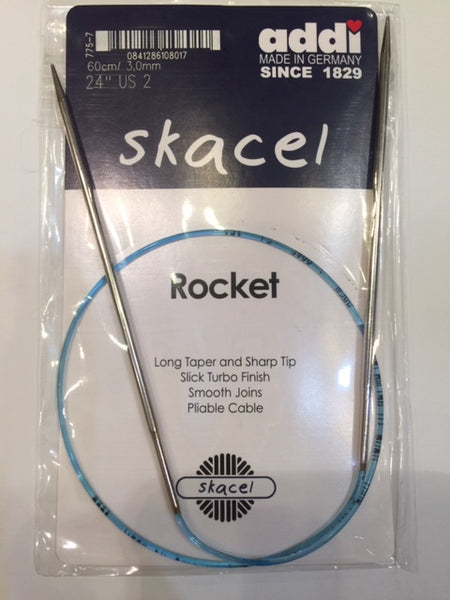 775-7
0841286108017
60cm/ 3,0mm
24" US 2
addi
MADE IN GERMANY
SINCE 1829
skacel
Rocket
Long Taper and Sharp Tip
Slick Turbo Finish
Smooth Joins
Pliable Cable
skacel